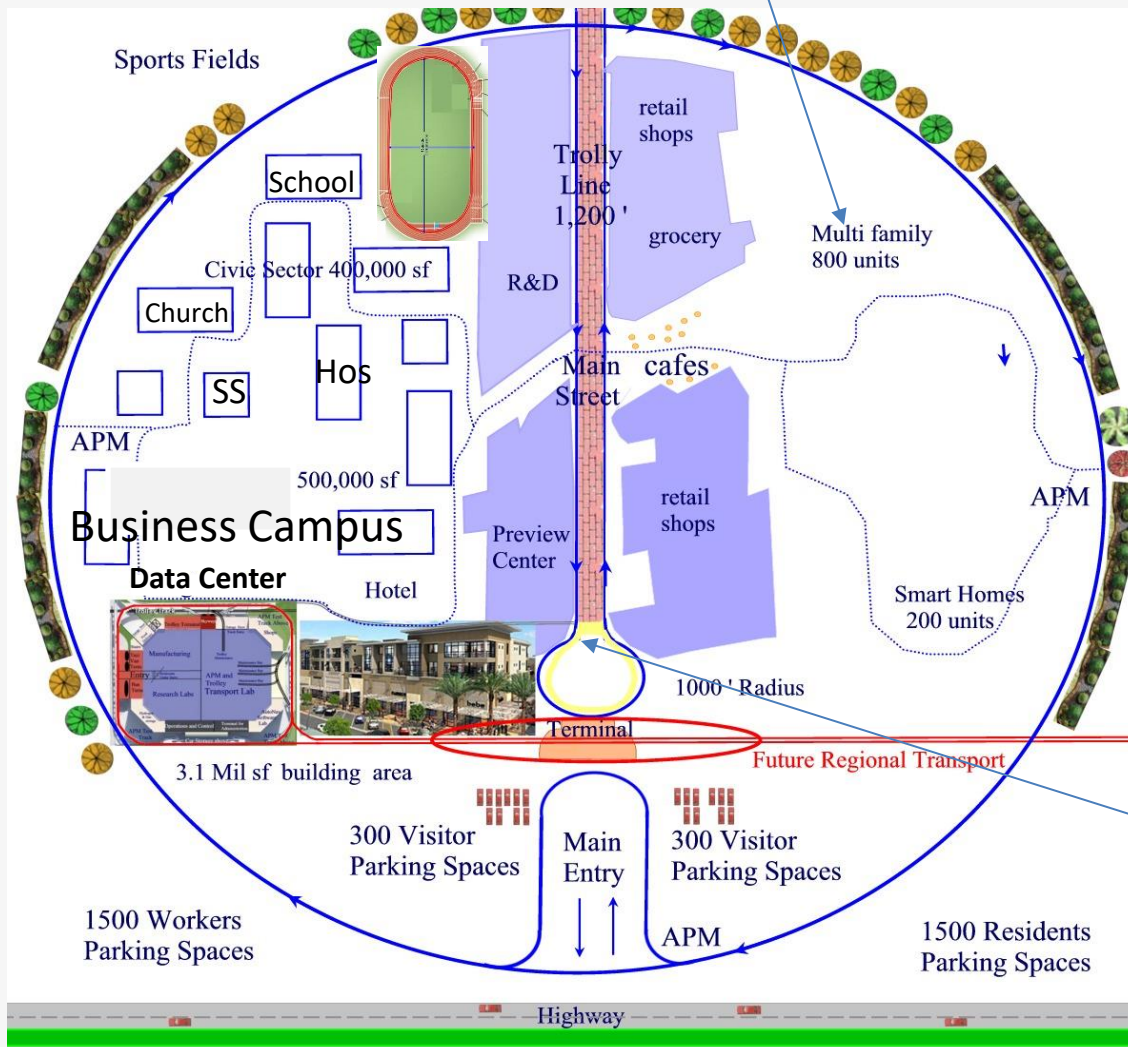 Sports Fields
School
Civic Sector 400,000 sf
Church
SS
Hos
APM
500,000 sf
Business Campus
Data Center
Hotel
Trolly
Line
1,200 '
R&D
retail
shops
grocery
Multi family
800 units
Main
Street
cafes
Preview
Center
retail
shops
APM
Smart Homes
200 units
1000 ' Radius
Manufacturing
Entry
Research Labs
APM and
Trolley
Transport Lab
Operations and Control
Terminal
Future Regional Transport
3.1 Mil sf building area
300 Visitor
Parking Spaces
Main
Entry
300 Visitor
Parking Spaces
APM
1500 Workers
Parking Spaces
1500 Residents
Parking Spaces
Highway